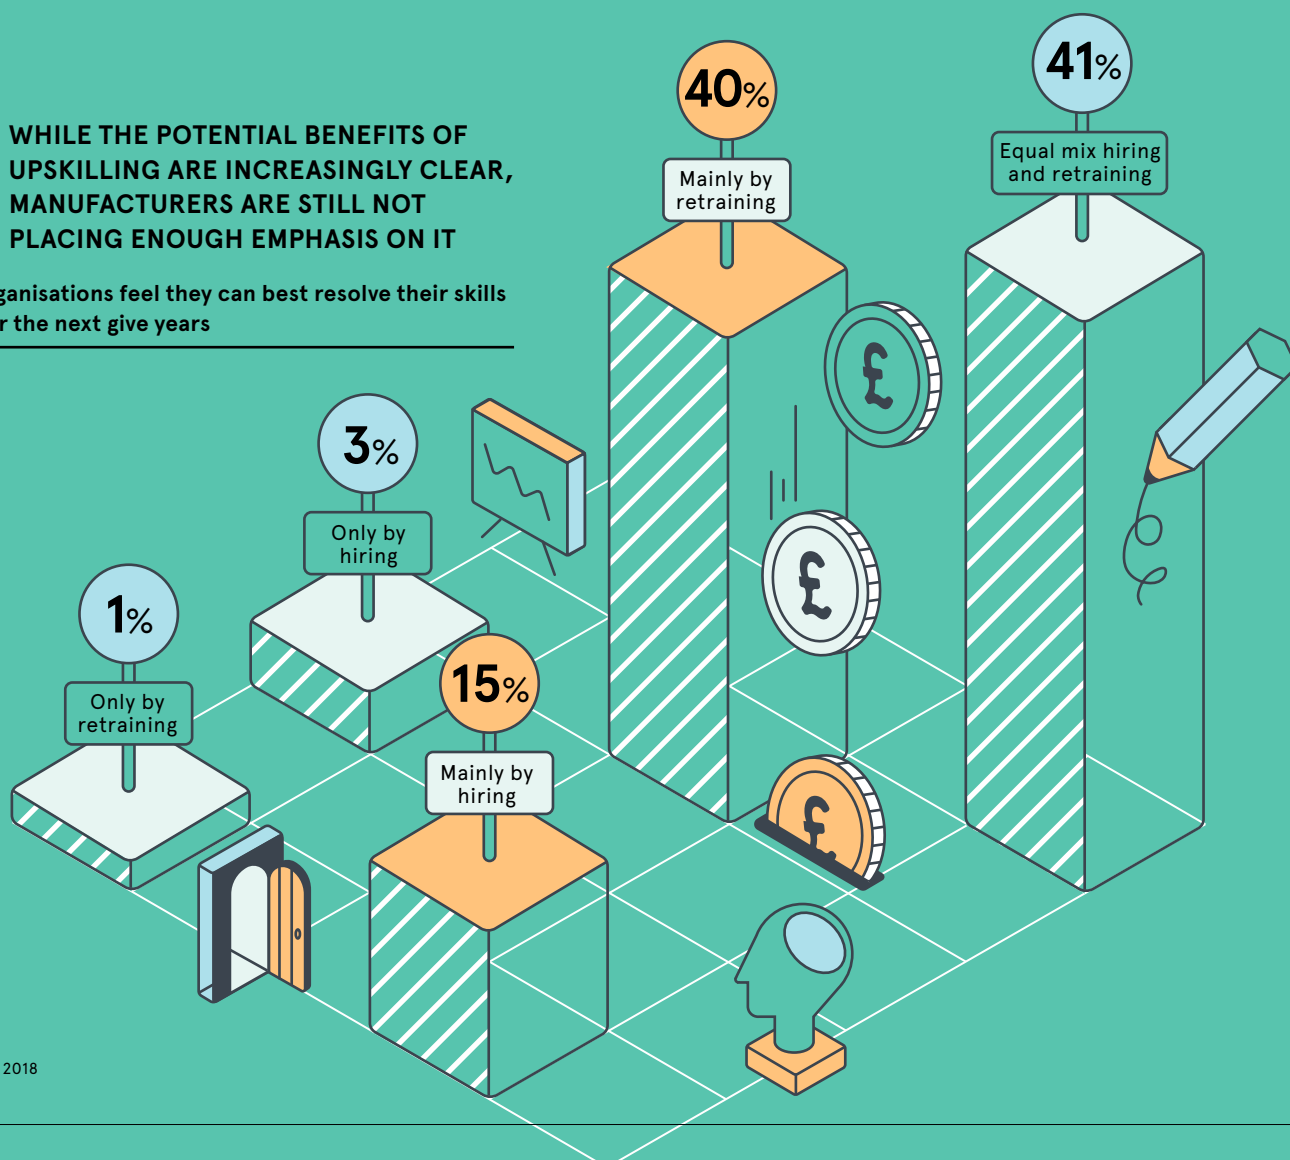 WHILE THE POTENTIAL BENEFITS OF
UPSKILLING ARE INCREASINGLY CLEAR,
MANUFACTURERS ARE STILL NOT
PLACING ENOUGH EMPHASIS ON IT
ganisations feel they can best resolve their skills
r the next give years
40%
Mainly by
retraining
41%
Equal mix hiring
and retraining
3%
Only by
hiring
1%
Only by
retraining
15%
Mainly by
hiring
£
£
£
2018